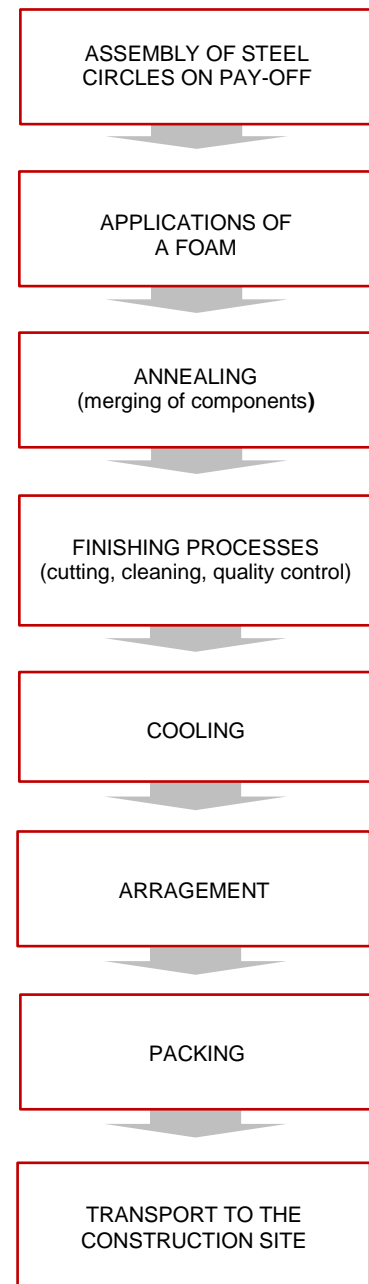 ASSEMBLY OF STEEL
CIRCLES ON PAY-OFF
APPLICATIONS OF
A FOAM
ANNEALING
(merging of components)
FINISHING PROCESSES
(cutting, cleaning, quality control)
COOLING
ARRAGEMENT
PACKING
TRANSPORT TO THE
CONSTRUCTION SITE